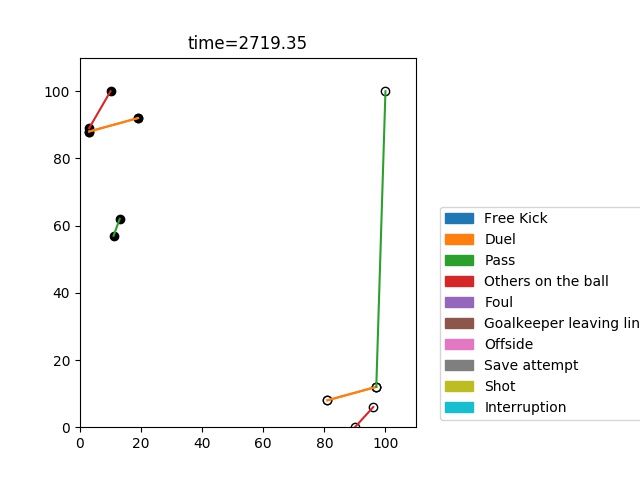 time=2719.35
100
80
60
40
20
0
0 20 40 60 80 100
Free Kick
Duel
Pass
Others on the ball
Foul
Goalkeeper leaving lin
Offside
Save attempt
Shot
Interruption